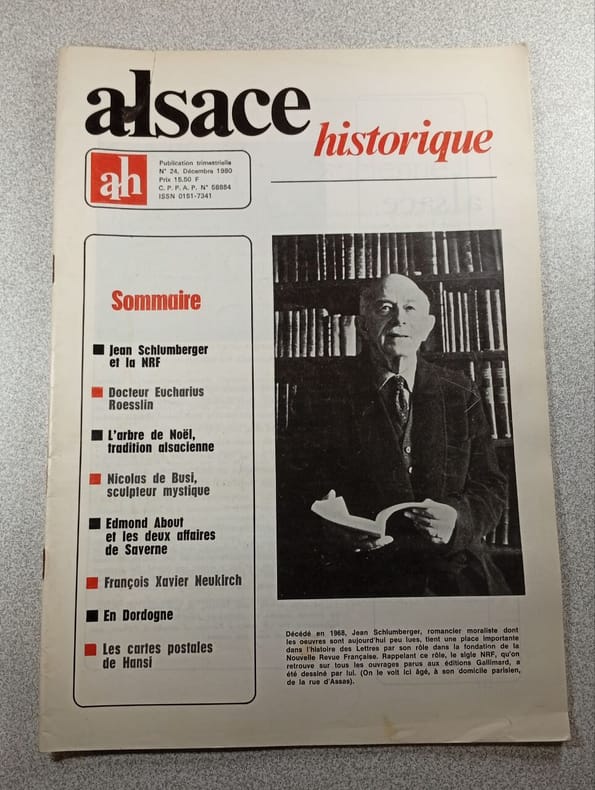 alsace
historique
ah
Publication trimestrielle
N° 24, Décembre 1980
Prix 15,50 F
C. P. P. A. P. N° 58884
ISSN 0151-7341
Sommaire
Jean Schlumberger
et la NRF
Docteur Eucharius
Roesslin
L'arbre de Noël,
tradition alsacienne
Nicolas de Busi,
sculpteur mystique
Edmond About
et les deux affaires
de Saverne
François Xavier Neukirch
En Dordogne
Les cartes postales
de Hansi
Décédé en 1968, Jean Schlumberger, romancier moraliste dont
les oeuvres sont aujourd'hui peu lues, tient une place importante
dans l'histoire des Lettres par son rôle dans la fondation de la
Nouvelle Revue Française. Rappelant ce rôle, le sigle NRF, qu'on
retrouve sur tous les ouvrages parus aux éditions Gallimard, a
été dessiné par lui. (On le voit ici âgé, à son domicile parisien,
de la rue d'Assas).